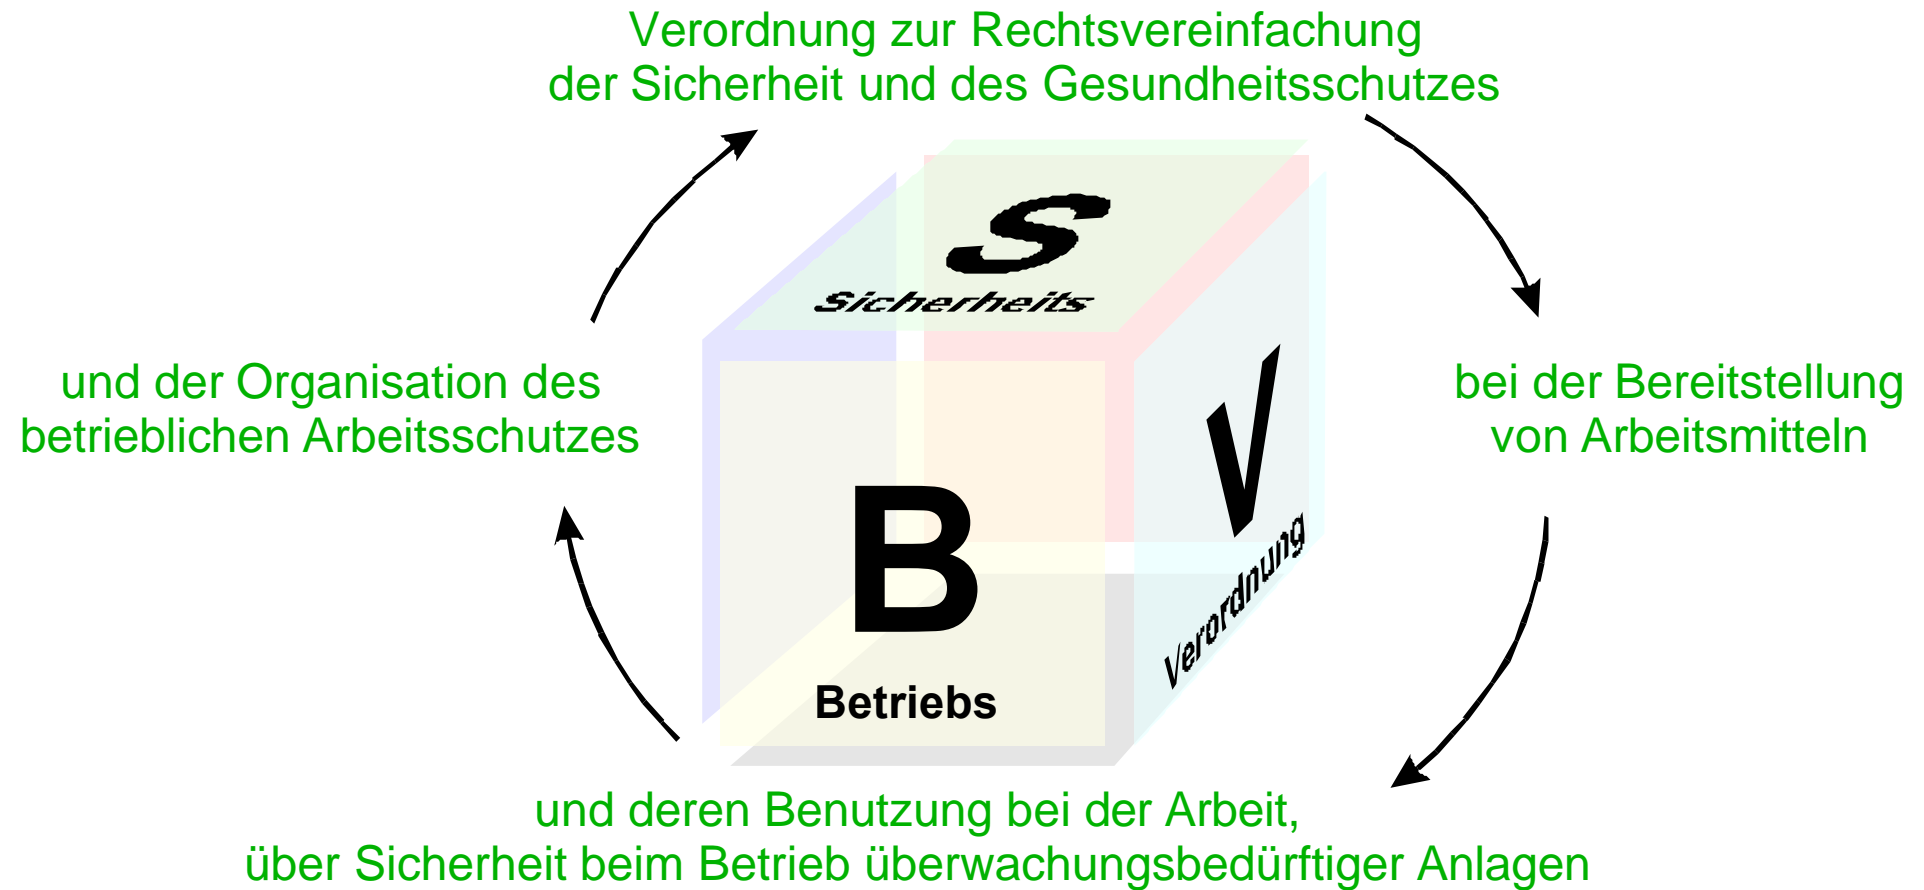 Verordnung zur Rechtsvereinfachung
der Sicherheit und des Gesundheitsschutzes
bei der Bereitstellung
von Arbeitsmitteln
und deren Benutzung bei der Arbeit,
über Sicherheit beim Betrieb überwachungsbedürftiger Anlagen
und der Organisation des
betrieblichen Arbeitsschutzes
B
Betriebs
S
Sicherheits
V
Verordnung